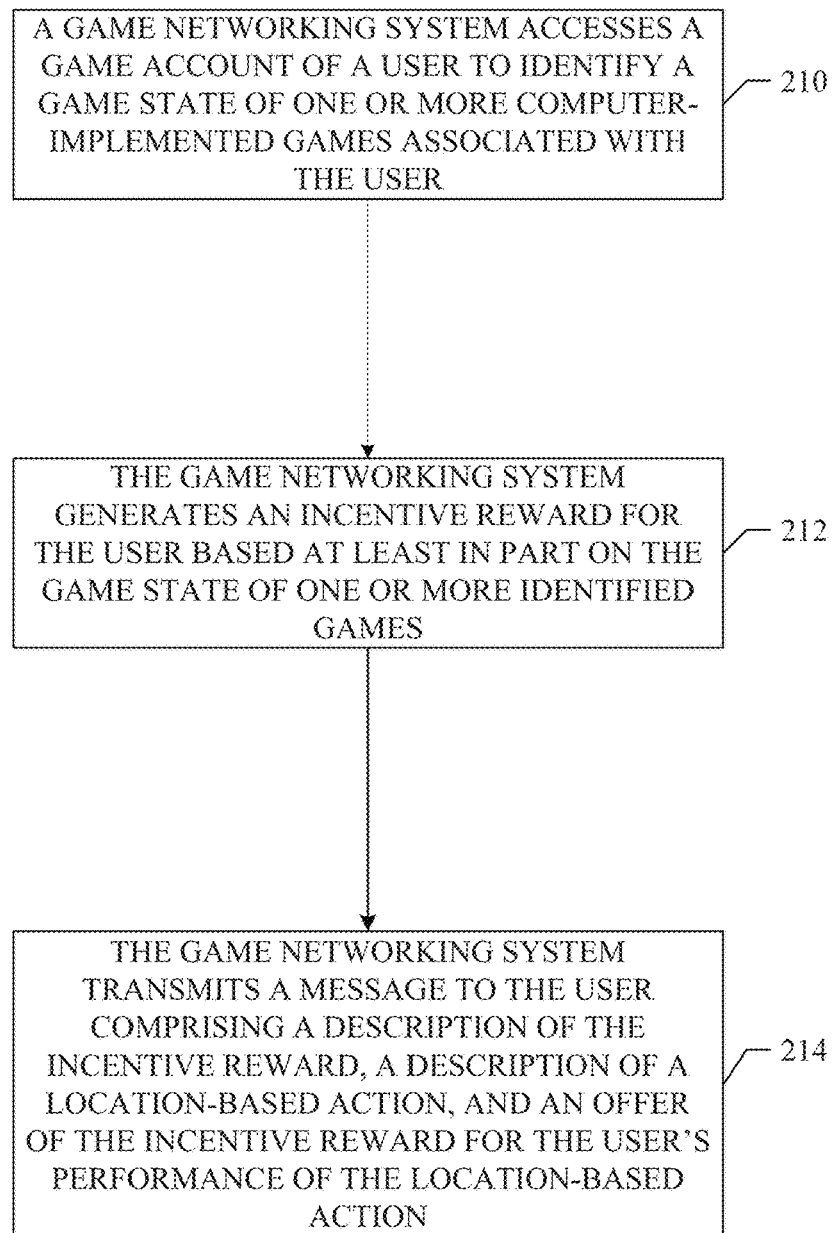 A GAME NETWORKING SYSTEM ACCESSES A
GAME ACCOUNT OF A USER TO IDENTIFY A
GAME STATE OF ONE OR MORE COMPUTER-
IMPLEMENTED GAMES ASSOCIATED WITH
THE USER
210
THE GAME NETWORKING SYSTEM
GENERATES AN INCENTIVE REWARD FOR
THE USER BASED AT LEAST IN PART ON THE
GAME STATE OF ONE OR MORE IDENTIFIED
GAMES
212
THE GAME NETWORKING SYSTEM
TRANSMITS A MESSAGE TO THE USER
COMPRISING A DESCRIPTION OF THE
INCENTIVE REWARD, A DESCRIPTION OF A
LOCATION-BASED ACTION, AND AN OFFER
OF THE INCENTIVE REWARD FOR THE USER'S
PERFORMANCE OF THE LOCATION-BASED
ACTION
214